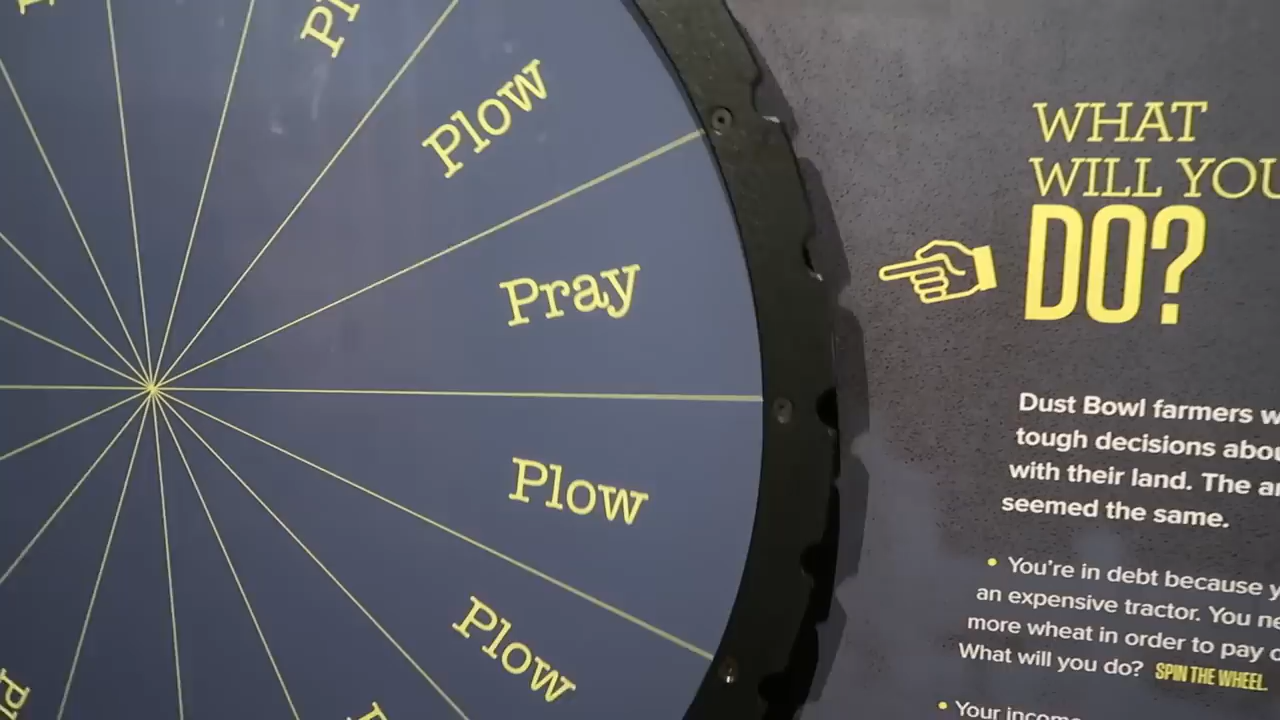 Plow
Pray
Plow
Plow
WHAT
WILL YOU
DO?
Dust Bowl farmers
tough decisions
with their land. The
seemed the same.
• You're in debt because
an expensive tractor. You
more wheat in order to pay
What will you do? SPIN THE WHEEL.
• Your